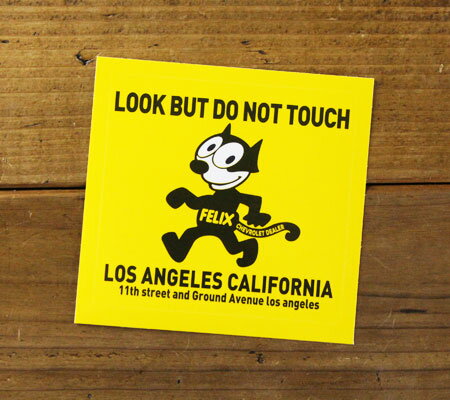 LOOK BUT DO NOT TOUCH
FELIX
CHEVROLET DEALER
LOS ANGELES CALIFORNIA
11th street and Ground Avenue los angeles